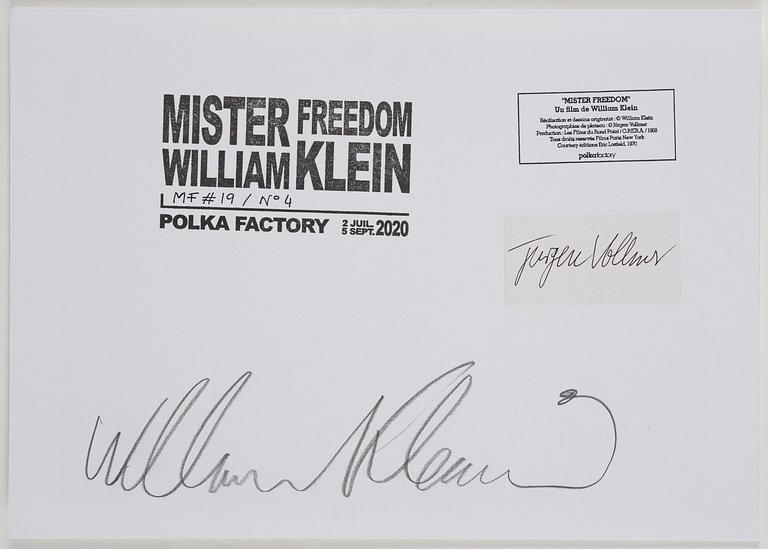 MISTER FREEDOM
WILLIAM KLEIN
MF #19 / N° 4
POLKA FACTORY 2 JUIL. 5 SEPT. 2020
"MISTER FREEDOM"
Un film de William Klein
Réalisation et dessins originaux : © William Klein
Photographies de plateau : © Jürgen Vollmer
Production : Les Films du Rond Point / O.P.E.R.A. / 1968
Tous droits reservés Films Paris New York
Courtesy éditions Eric Losfeld, 1970
polkafactory
Jürgen Vollmer
William Klein